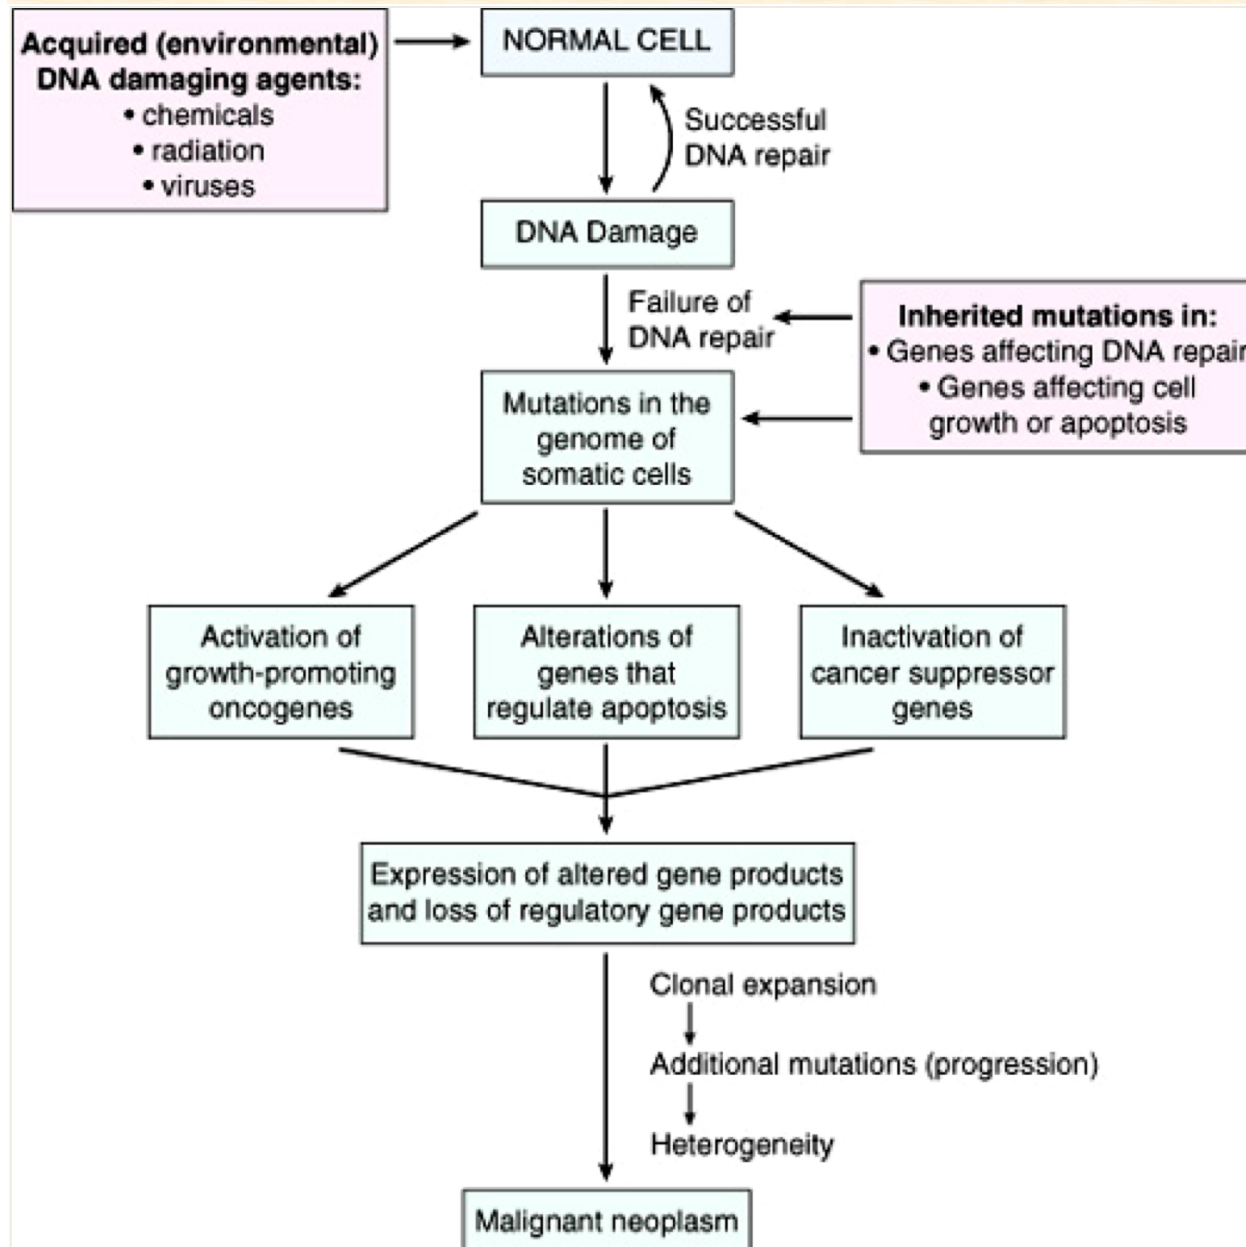 Acquired (environmental)
DNA damaging agents:
• chemicals
• radiation
• viruses
NORMAL CELL
Successful
DNA repair
DNA Damage
Failure of
DNA repair
Inherited mutations in:
• Genes affecting DNA repair
• Genes affecting cell
growth or apoptosis
Mutations in the
genome of
somatic cells
Activation of
growth-promoting
oncogenes
Alterations of
genes that
regulate apoptosis
Inactivation of
cancer suppressor
genes
Expression of altered gene products
and loss of regulatory gene products
Clonal expansion
Additional mutations (progression)
Heterogeneity
Malignant neoplasm